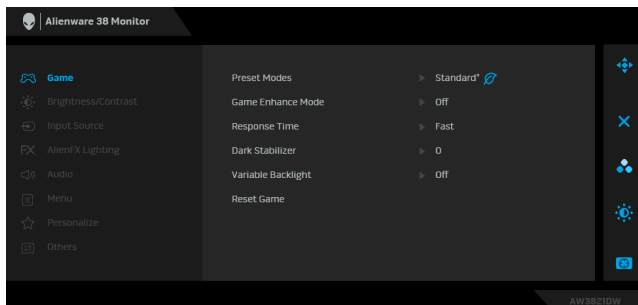 Alienware 38 Monitor
Game
Brightness/Contrast
Input Source
FX AlienFX Lighting
Audio
Menu
Personalize
Others
Preset Modes Standard*
Game Enhance Mode Off
Response Time Fast
Dark Stabilizer 0
Variable Backlight Off
Reset Game
AW3821DW